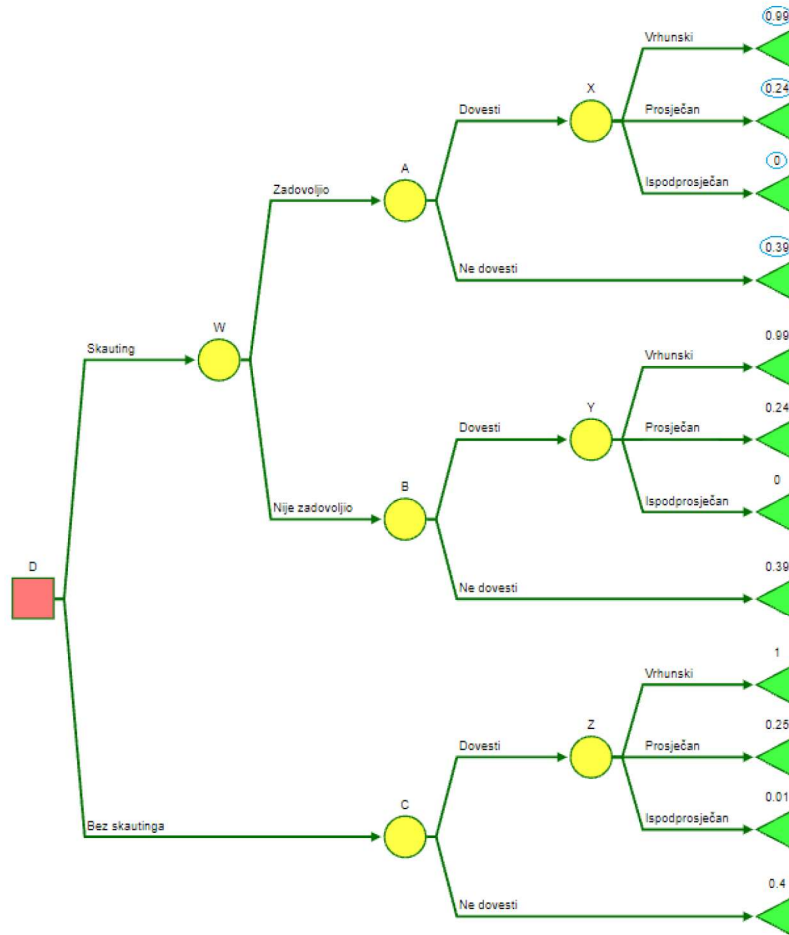 0.99
Vrhunski
X
0.24
Dovesti
Prosječan
A
0
Ispodprosječan
Zadovoljio
0.39
Ne dovesti
W
0.99
Skauting
Vrhunski
Y
0.24
Dovesti
Prosječan
B
0
Nije zadovoljio
Ispodprosječan
D
0.39
Ne dovesti
1
Vrhunski
Z
0.25
Dovesti
Prosječan
C
0.01
Bez skautinga
Ispodprosječan
0.4
Ne dovesti